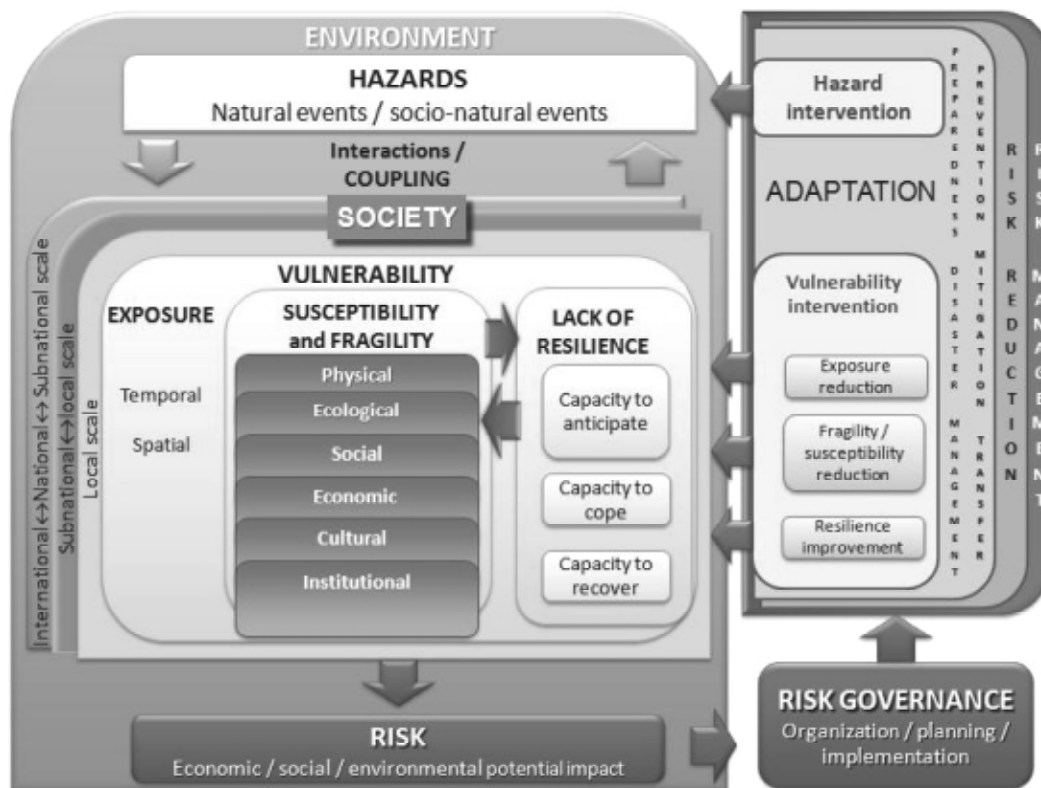 ENVIRONMENT
HAZARDS
Natural events / socio-natural events
Interactions /
COUPLING
SOCIETY
International↔National↔Subnational scale
Subnational↔local scale
Local scale
VULNERABILITY
EXPOSURE
Temporal
Spatial
SUSCEPTIBILITY
and FRAGILITY
Physical
Ecological
Social
Economic
Cultural
Institutional
LACK OF
RESILIENCE
Capacity to
anticipate
Capacity to
cope
Capacity to
recover
RISK
Economic / social / environmental potential impact
Hazard
intervention
ADAPTATION
Vulnerability
intervention
Exposure
reduction
Fragility /
susceptibility
reduction
Resilience
improvement
PREPAREDNESS DISASTER MANAGEMENT
PREVENTION MITIGATION TRANSFER
RISK REDUCTION
RISK MANAGEMENT
RISK GOVERNANCE
Organization / planning /
implementation